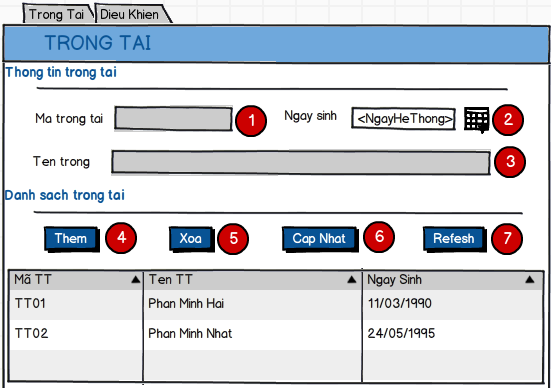 Trong Tai Dieu Khien
TRONG TAI
Thong tin trong tai
Ma trong tai 1 Ngay sinh <NgayHeThong> 2
Ten trong 3
Danh sach trong tai
Them 4 Xoa 5 Cap Nhat 6 Refesh 7
Mã TT Ten TT Ngay Sinh
TT01 Phan Minh Hai 11/03/1990
TT02 Phan Minh Nhat 24/05/1995